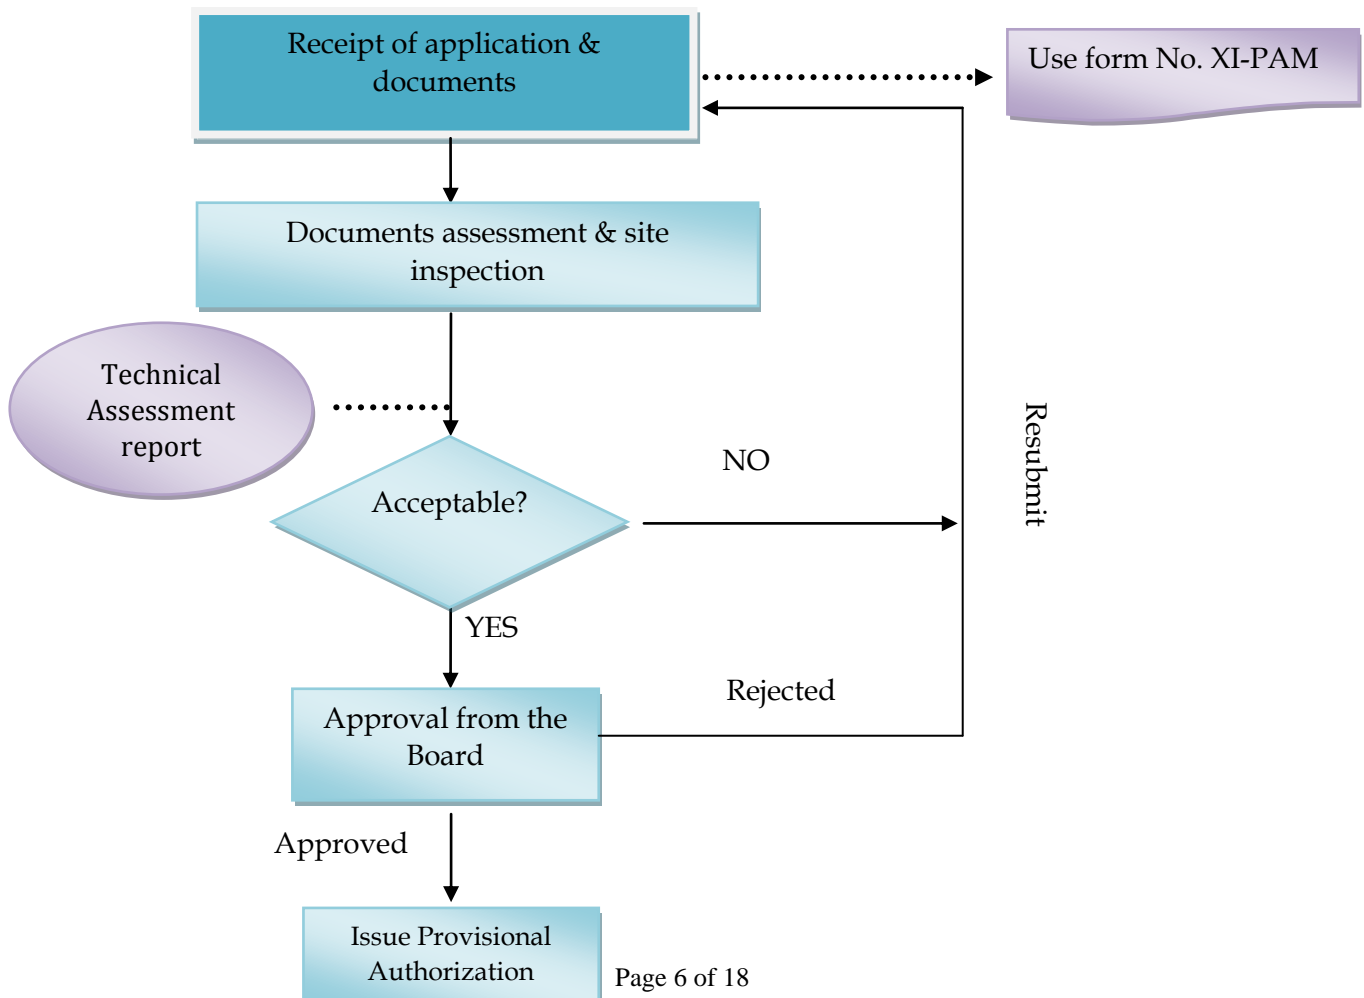 Receipt of application &
documents
Use form No. XI-PAM
Documents assessment & site
inspection
Technical
Assessment
report
Acceptable?
NO
Resubmit
YES
Approval from the
Board
Rejected
Approved
Issue Provisional
Authorization
Page 6 of 18